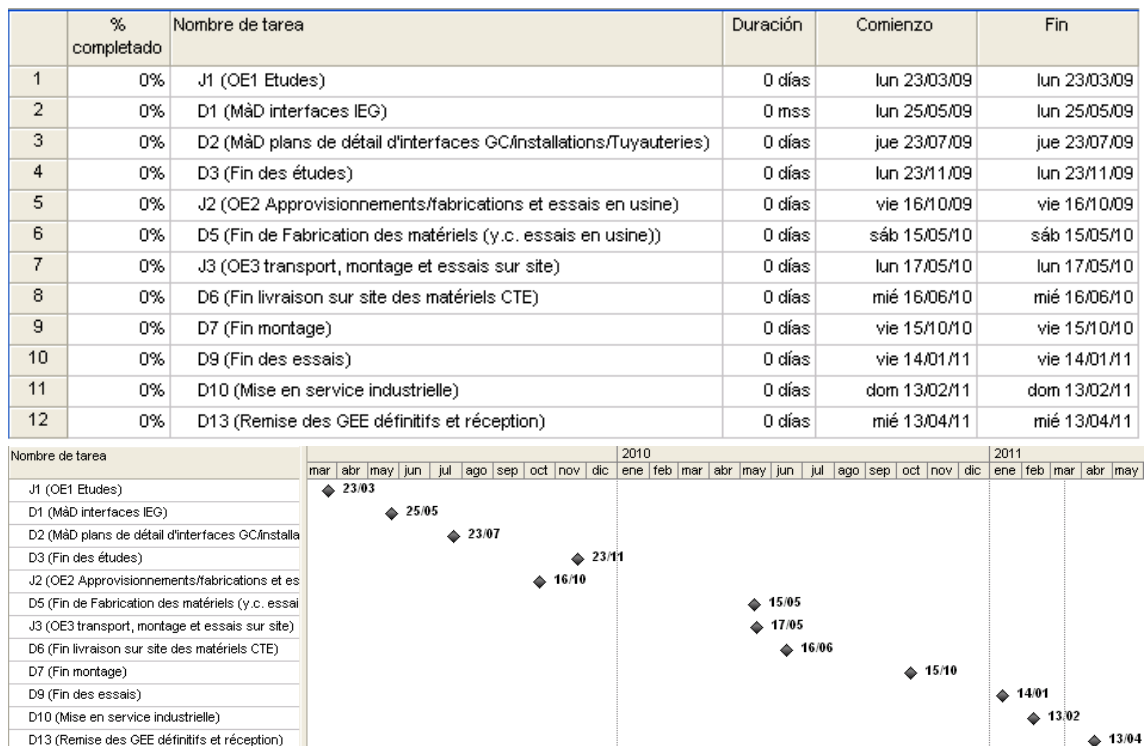 % completado Nombre de tarea Duración Comienzo Fin
1 0% J1 (OE1 Etudes) 0 días lun 23/03/09 lun 23/03/09
2 0% D1 (MàD interfaces IEG) 0 mss lun 25/05/09 lun 25/05/09
3 0% D2 (MàD plans de détail d'interfaces GC/installations/Tuyauteries) 0 días jue 23/07/09 jue 23/07/09
4 0% D3 (Fin des études) 0 días lun 23/11/09 lun 23/11/09
5 0% J2 (OE2 Approvisionnements/fabrications et essais en usine) 0 días vie 16/10/09 vie 16/10/09
6 0% D5 (Fin de Fabrication des matériels (y.c. essais en usine)) 0 días sáb 15/05/10 sáb 15/05/10
7 0% J3 (OE3 transport, montage et essais sur site) 0 días lun 17/05/10 lun 17/05/10
8 0% D6 (Fin livraison sur site des matériels CTE) 0 días mié 16/06/10 mié 16/06/10
9 0% D7 (Fin montage) 0 días vie 15/10/10 vie 15/10/10
10 0% D9 (Fin des essais) 0 días vie 14/01/11 vie 14/01/11
11 0% D10 (Mise en service industrielle) 0 días dom 13/02/11 dom 13/02/11
12 0% D13 (Remise des GEE définitifs et réception) 0 días mié 13/04/11 mié 13/04/11
Nombre de tarea 2010 2011
mar abr may jun jul ago sep oct nov dic ene feb mar abr may jun jul ago sep oct nov dic ene feb mar abr may
J1 (OE1 Etudes) 23/03
D1 (MàD interfaces IEG) 25/05
D2 (MàD plans de détail d'interfaces GC/installa 23/07
D3 (Fin des études) 23/11
J2 (OE2 Approvisionnements/fabrications et es 16/10
D5 (Fin de Fabrication des matériels (y.c. essai 15/05
J3 (OE3 transport, montage et essais sur site) 17/05
D6 (Fin livraison sur site des matériels CTE) 16/06
D7 (Fin montage) 15/10
D9 (Fin des essais) 14/01
D10 (Mise en service industrielle) 13/02
D13 (Remise des GEE définitifs et réception) 13/04